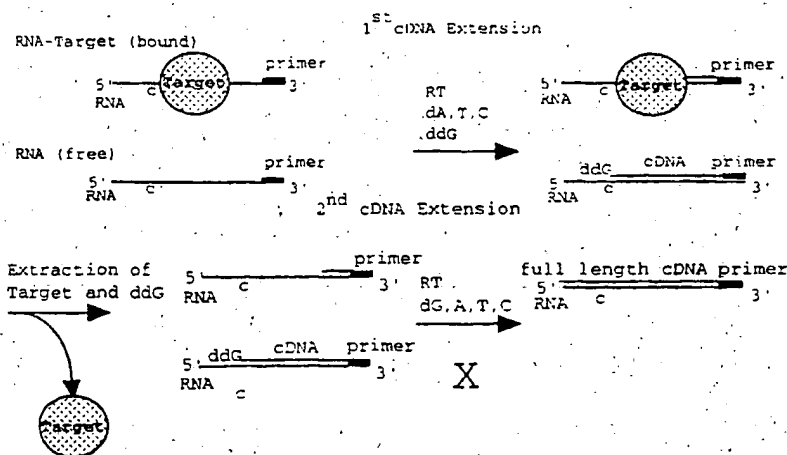 1st cDNA Extension
RNA-Target (bound)
primer
5' c Target 3'
RNA
RT
dA,T,C
ddG
primer
5' c Target 3'
RNA
RNA (free)
primer
5' c 3'
RNA
ddG cDNA primer
5' c 3'
RNA
2nd cDNA Extension
Extraction of
Target and ddG
primer
5' c 3'
RNA
RT
dG,A,T,C
full length cDNA primer
5' c 3'
RNA
ddG cDNA primer
5' c 3'
RNA
X
Target